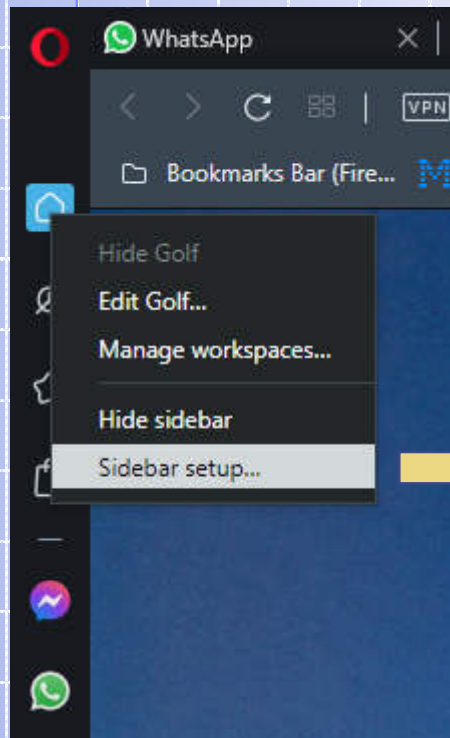 WhatsApp
VPN
Bookmarks Bar (Fire...
Hide Golf
Edit Golf...
Manage workspaces...
Hide sidebar
Sidebar setup...